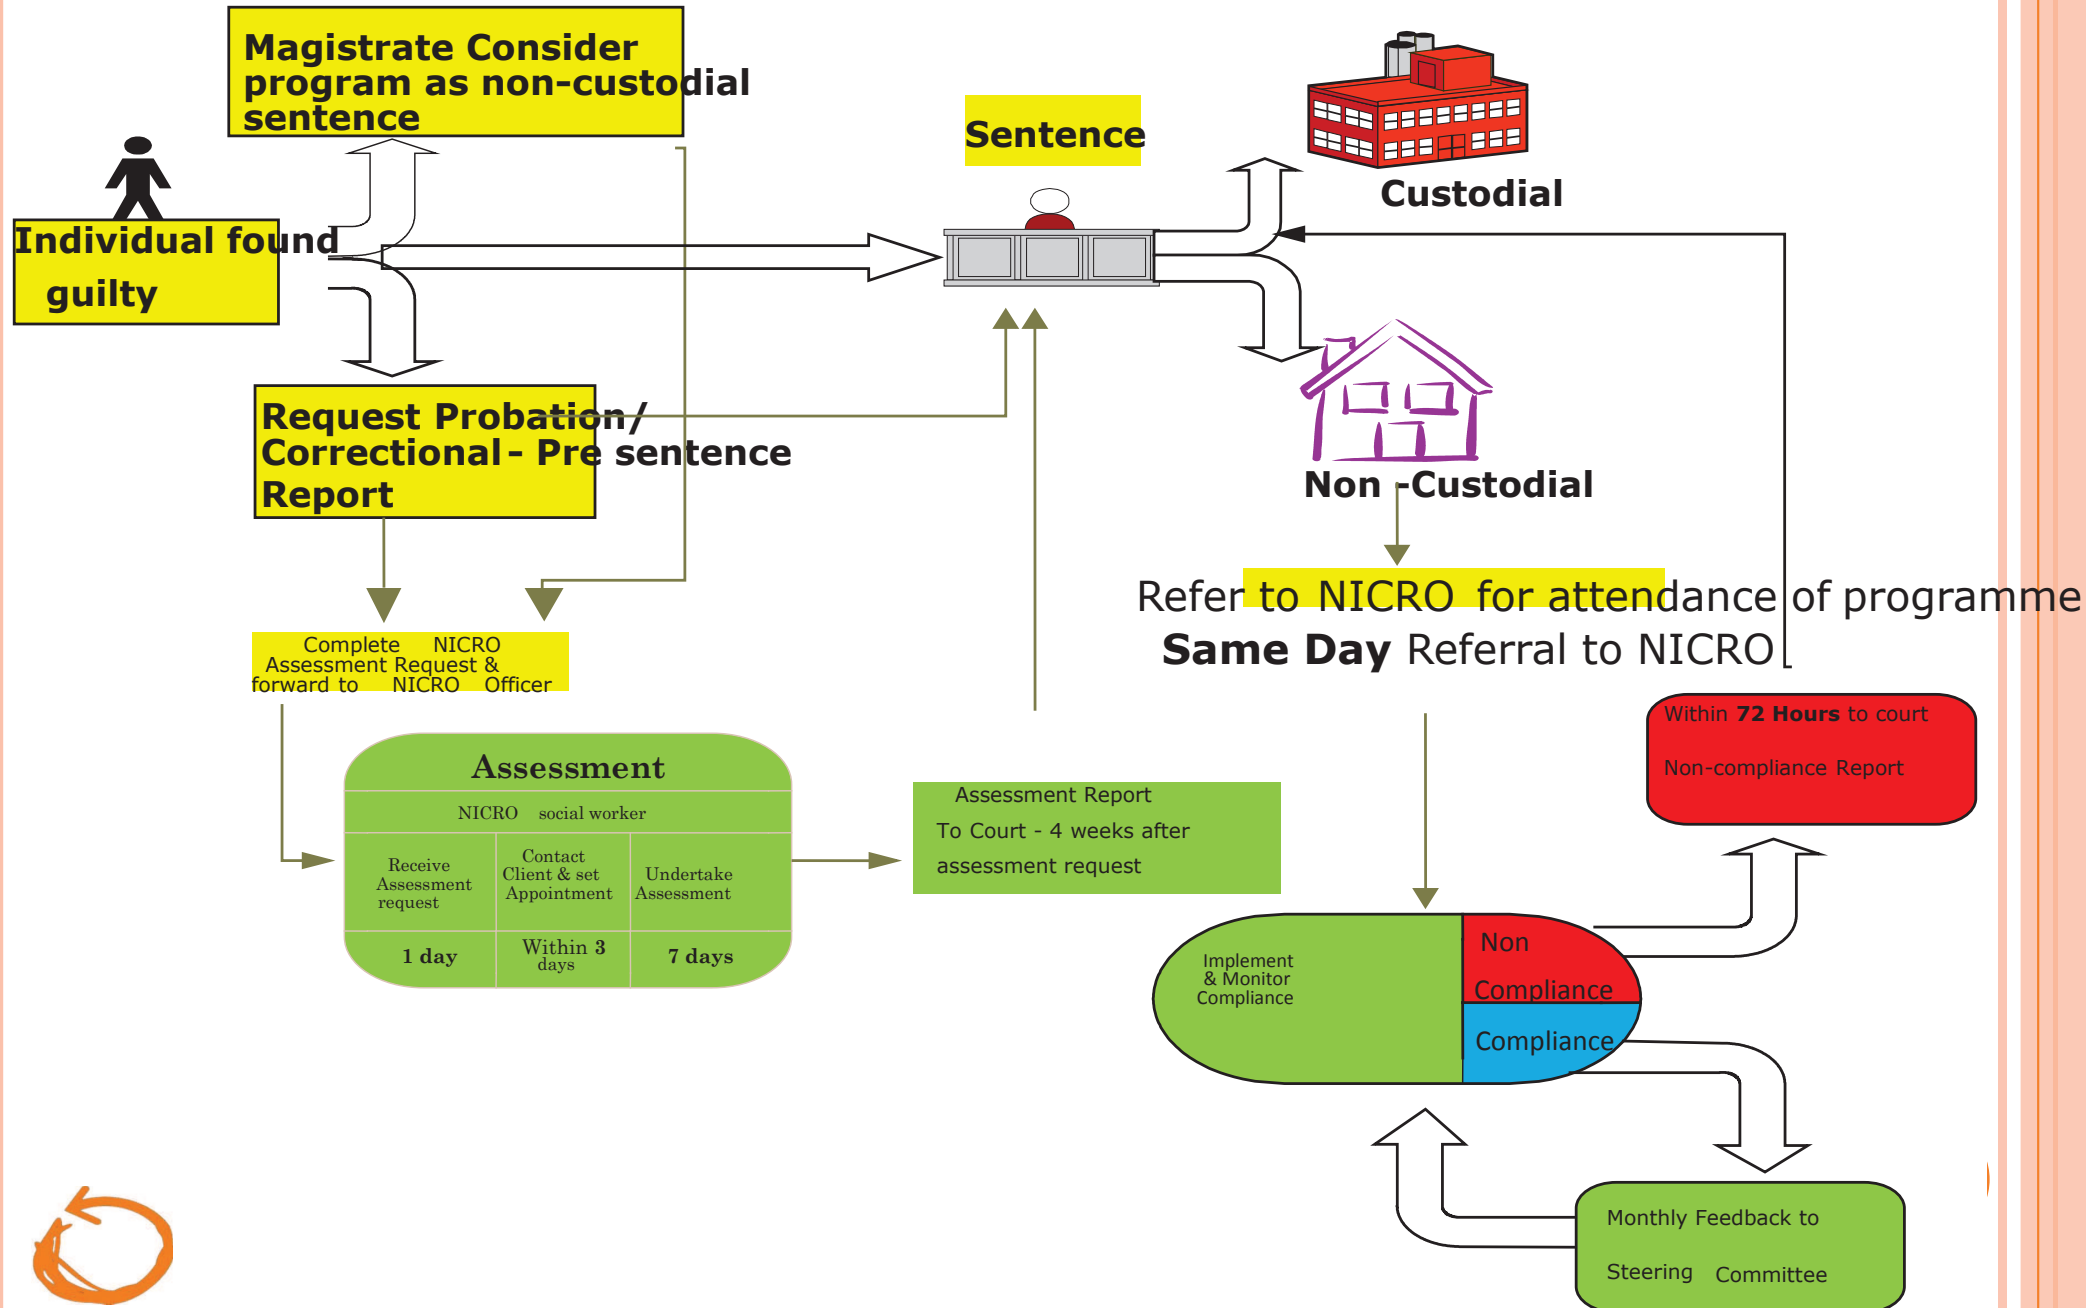 Magistrate Consider
program as non-custodial
sentence
Individual found
guilty
Sentence
Custodial
Request Probation/
Correctional - Pre sentence
Report
Non -Custodial
Refer to NICRO for attendance of programme
Same Day Referral to NICRO
Complete NICRO
Assessment Request &
forward to NICRO Officer
Within 72 Hours to court
Non-compliance Report
Assessment
NICRO social worker
Receive
Assessment
request
Contact
Client & set
Appointment
Undertake
Assessment
1 day
Within 3
days
7 days
Assessment Report
To Court - 4 weeks after
assessment request
Implement
& Monitor
Compliance
Non
Compliance
Compliance
Monthly Feedback to
Steering Committee